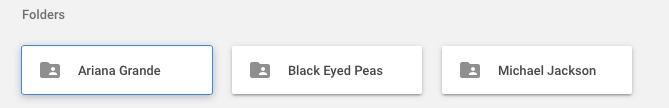 Folders
Ariana Grande
Black Eyed Peas
Michael Jackson